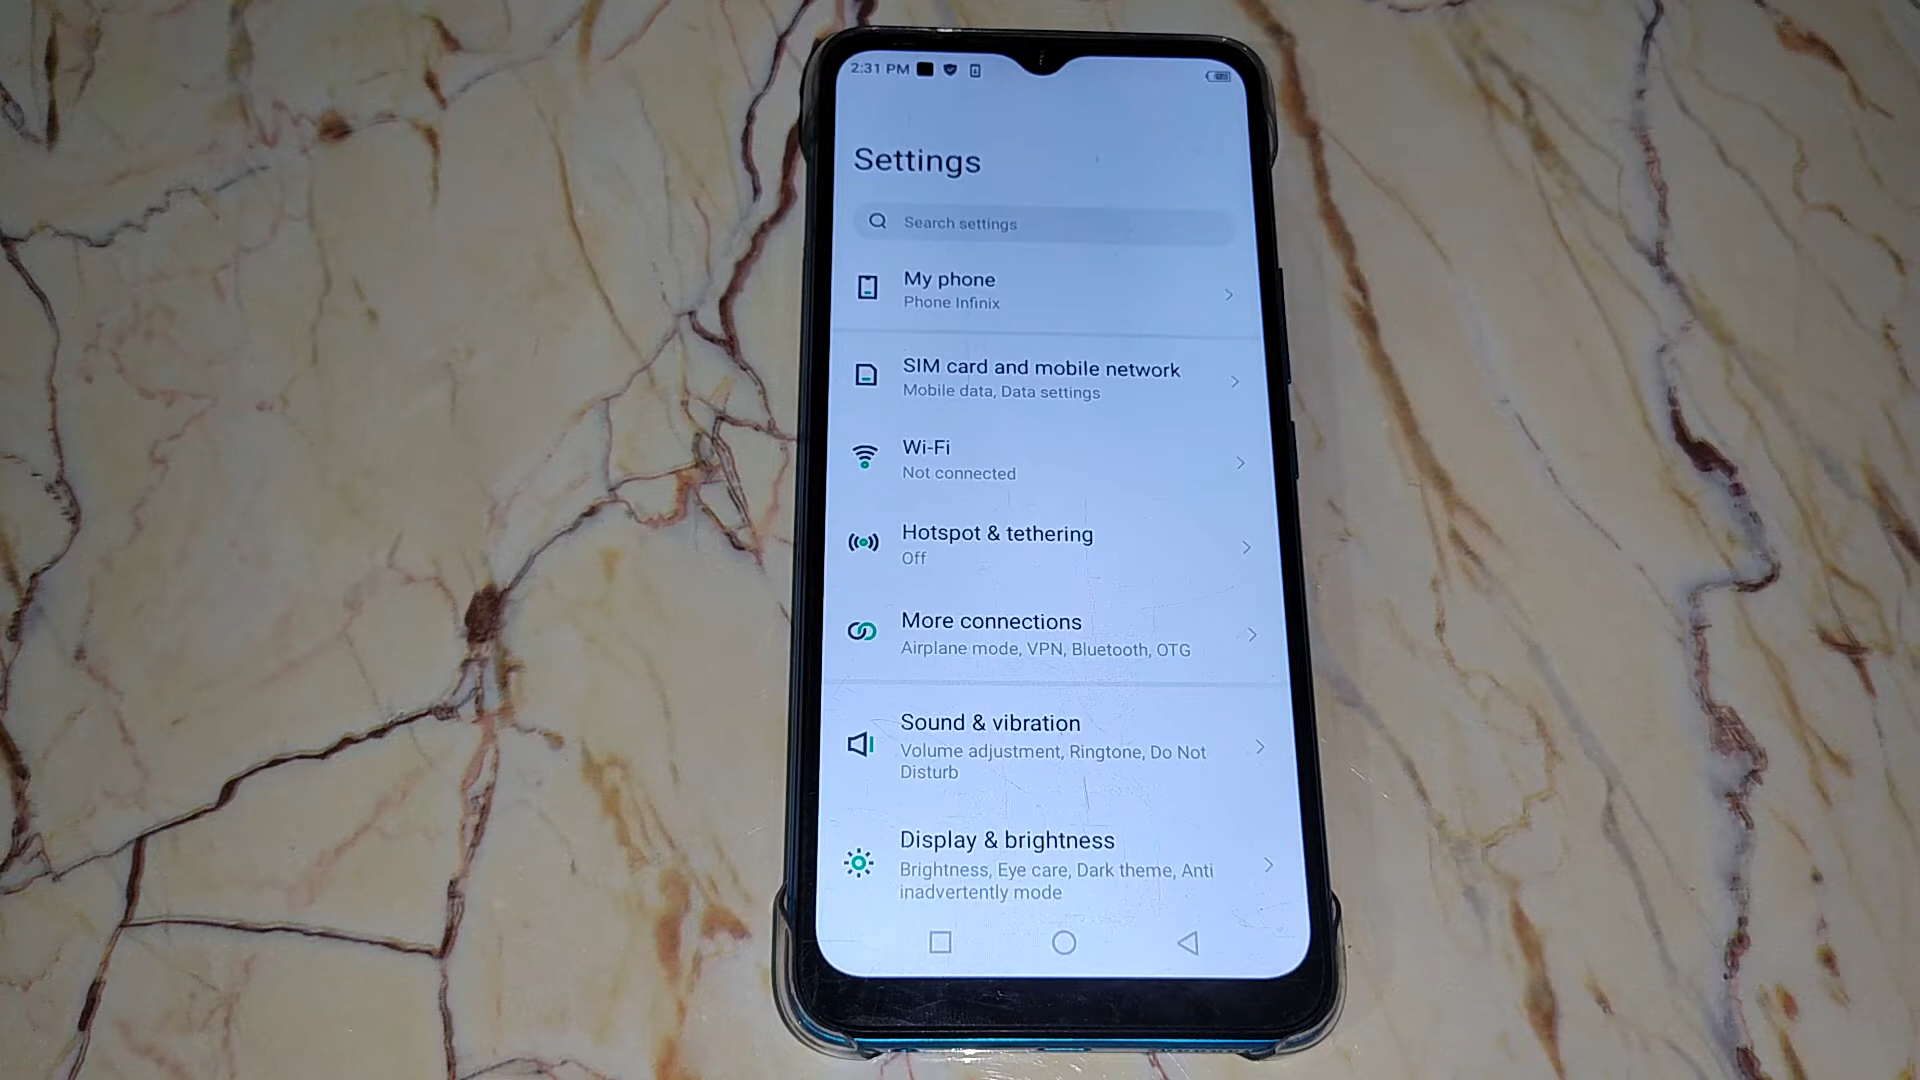 2:31 PM
Settings
Search settings
My phone
Phone Infinix
SIM card and mobile network
Mobile data, Data settings
Wi-Fi
Not connected
Hotspot & tethering
Off
More connections
Airplane mode, VPN, Bluetooth, OTG
Sound & vibration
Volume adjustment, Ringtone, Do Not
Disturb
Display & brightness
Brightness, Eye care, Dark theme, Anti
inadvertently mode